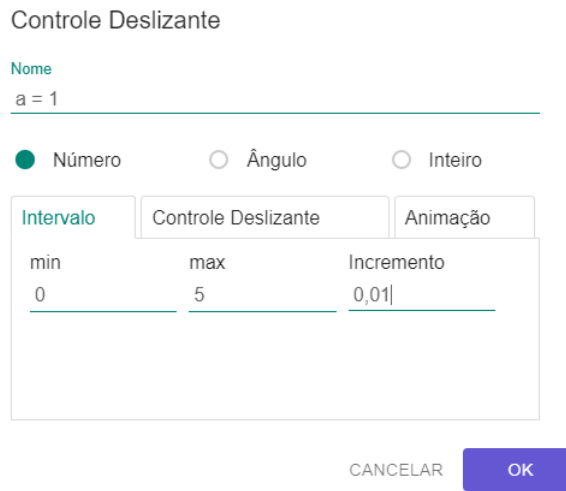 Controle Deslizante
Nome
a = 1
Número Ângulo Inteiro
Intervalo Controle Deslizante Animação
min max Incremento
0 5 0,01
CANCELAR OK